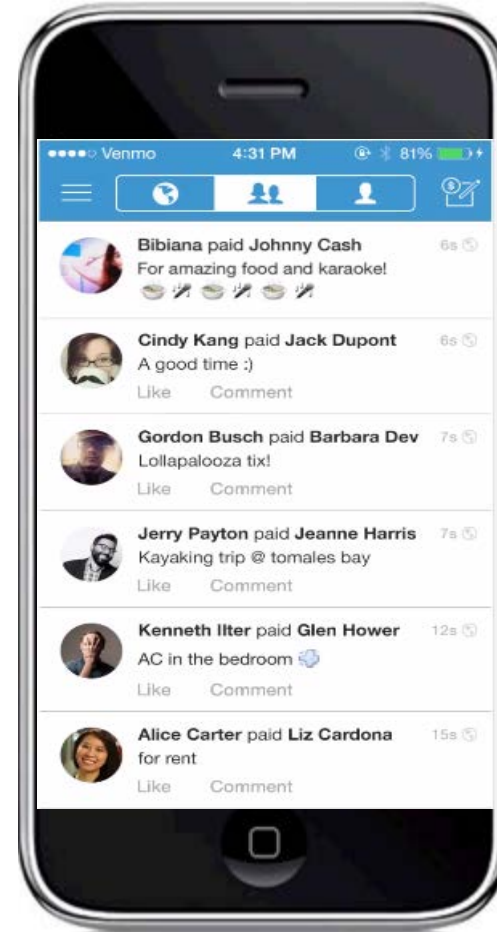 Venmo 4:31 PM 81%
Bibiana paid Johnny Cash 6s
For amazing food and karaoke!
Cindy Kang paid Jack Dupont 6s
A good time :)
Like Comment
Gordon Busch paid Barbara Dev 7s
Lollapalooza tix!
Like Comment
Jerry Payton paid Jeanne Harris 7s
Kayaking trip @ tomales bay
Like Comment
Kenneth Ilter paid Glen Hower 12s
AC in the bedroom
Like Comment
Alice Carter paid Liz Cardona 15s
for rent
Like Comment